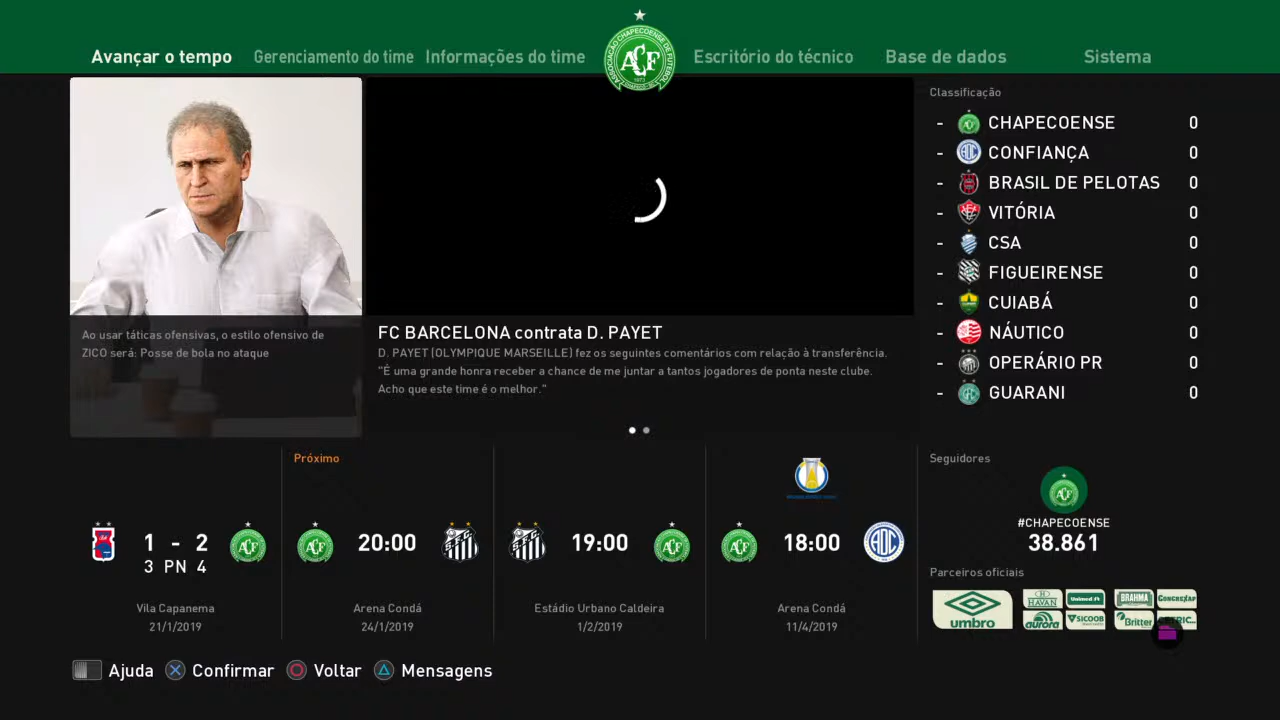 Avançar o tempo
Gerenciamento do time
Informações do time
Escritório do técnico
Base de dados
Sistema
ASSOCIAÇÃO CHAPECOENSE DE FUTEBOL
ACF
1973
Ao usar táticas ofensivas, o estilo ofensivo de
ZICO será: Posse de bola no ataque
FC BARCELONA contrata D. PAYET
D. PAYET (OLYMPIQUE MARSEILLE) fez os seguintes comentários com relação à transferência.
"É uma grande honra receber a chance de me juntar a tantos jogadores de ponta neste clube.
Acho que este time é o melhor."
Classificação
- CHAPECOENSE 0
- CONFIANÇA 0
- BRASIL DE PELOTAS 0
- VITÓRIA 0
- CSA 0
- FIGUEIRENSE 0
- CUIABÁ 0
- NÁUTICO 0
- OPERÁRIO PR 0
- GUARANI 0
1 - 2
3 PN 4
Vila Capanema
21/1/2019
Próximo
20:00
Arena Condá
24/1/2019
19:00
Estádio Urbano Caldeira
1/2/2019
18:00
Arena Condá
11/4/2019
Seguidores
#CHAPECOENSE
38.861
Parceiros oficiais
umbro
HAVAN
Unimed
BRAHMA
aurora
SICOOB
Britter
Ajuda
Confirmar
Voltar
Mensagens